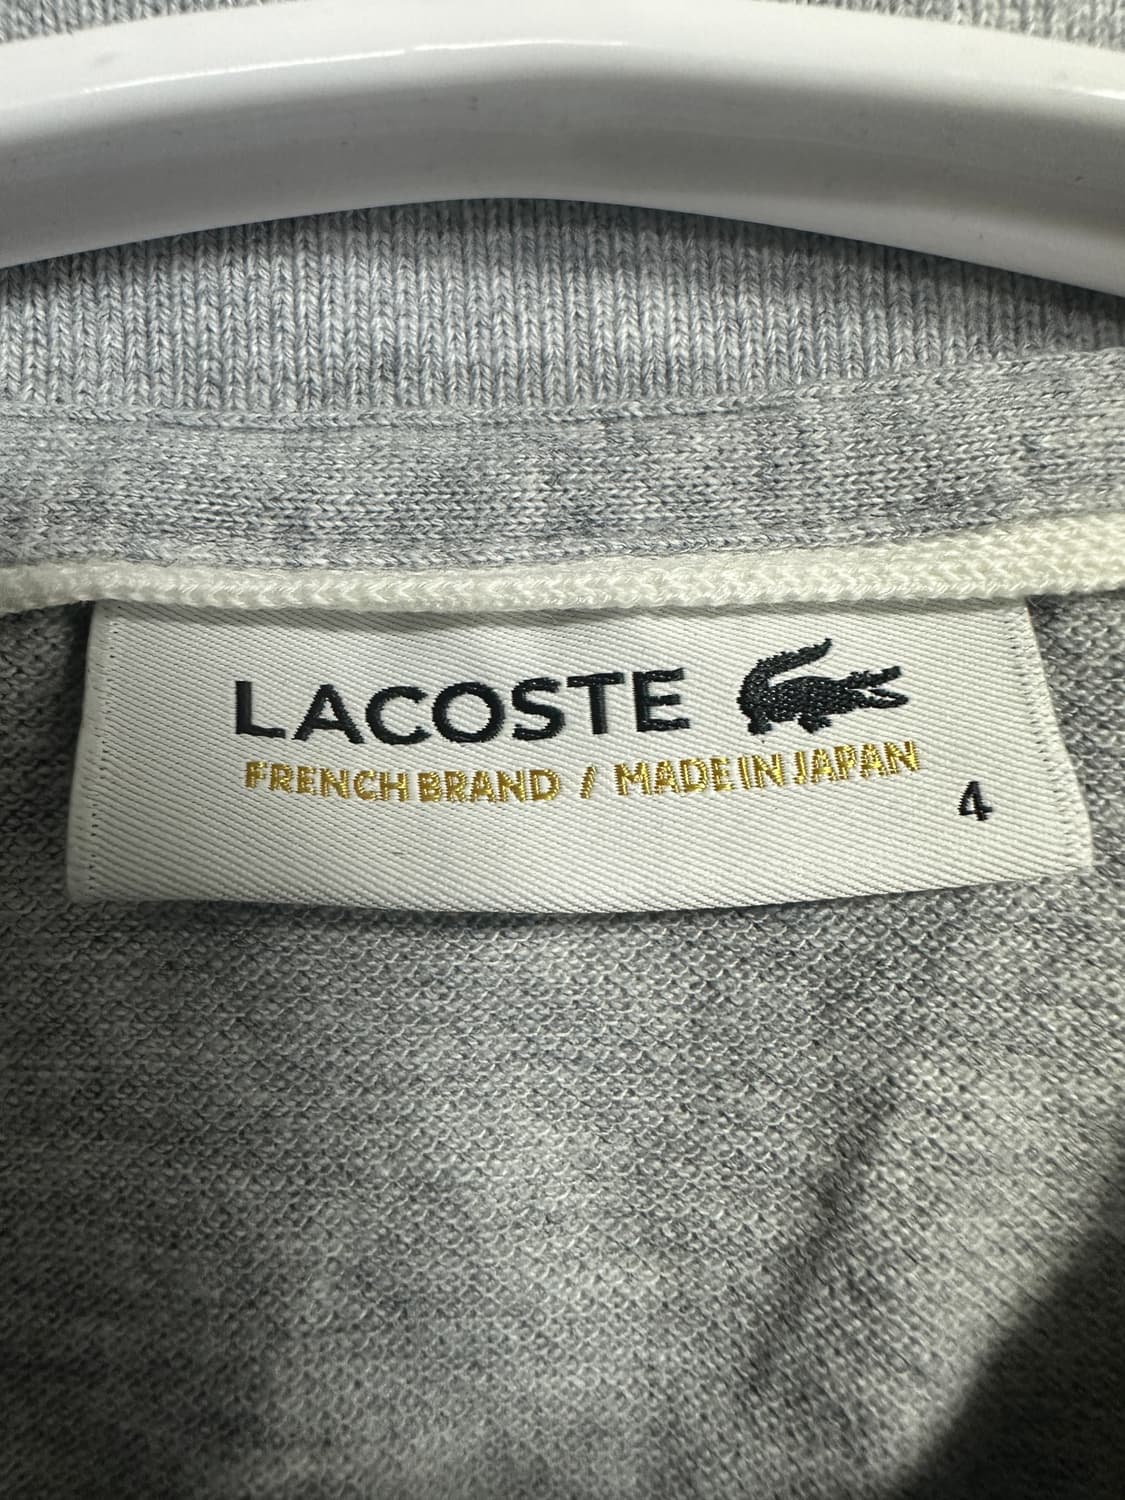 LACOSTE
FRENCH BRAND / MADE IN JAPAN
4